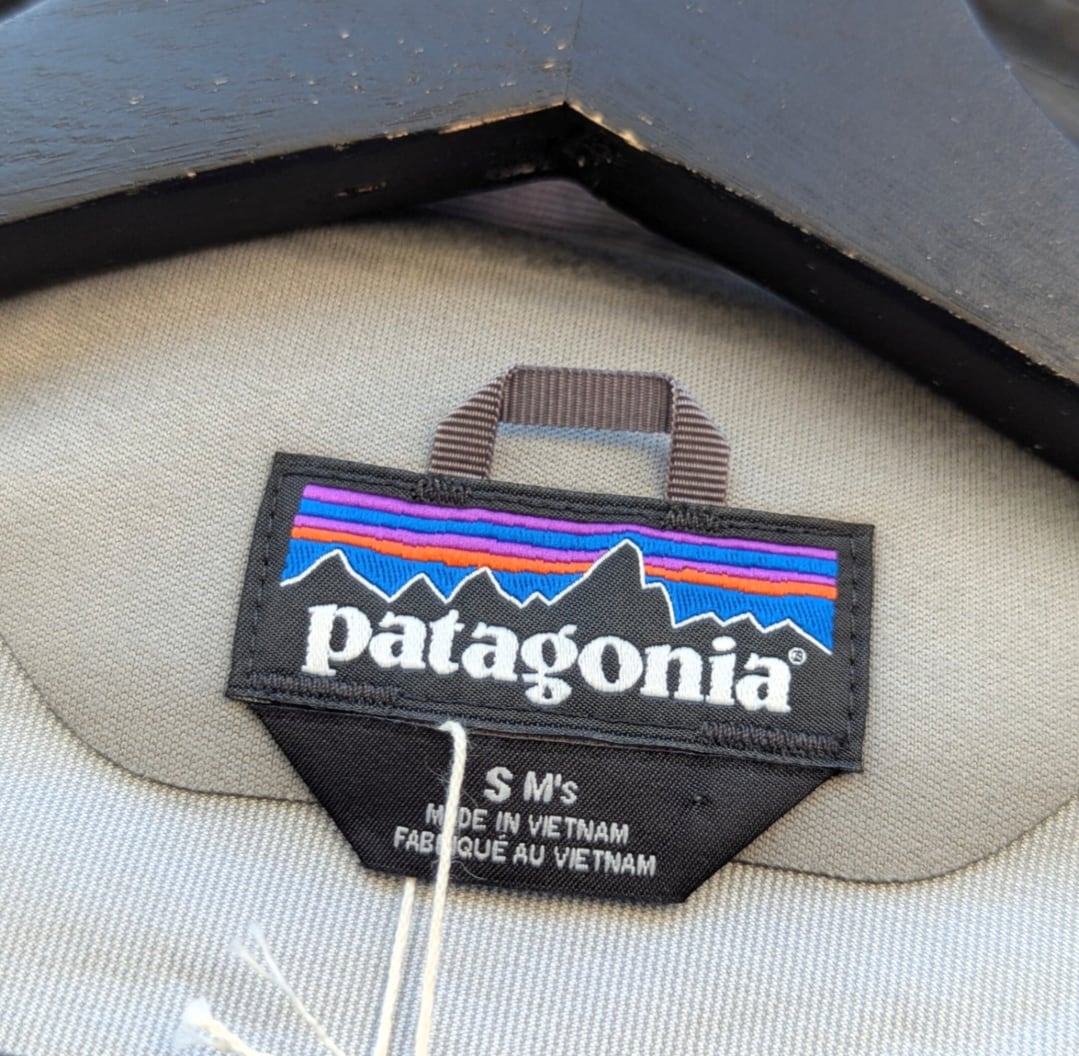 patagonia®
S M's
MADE IN VIETNAM
FABRIQUÉ AU VIETNAM